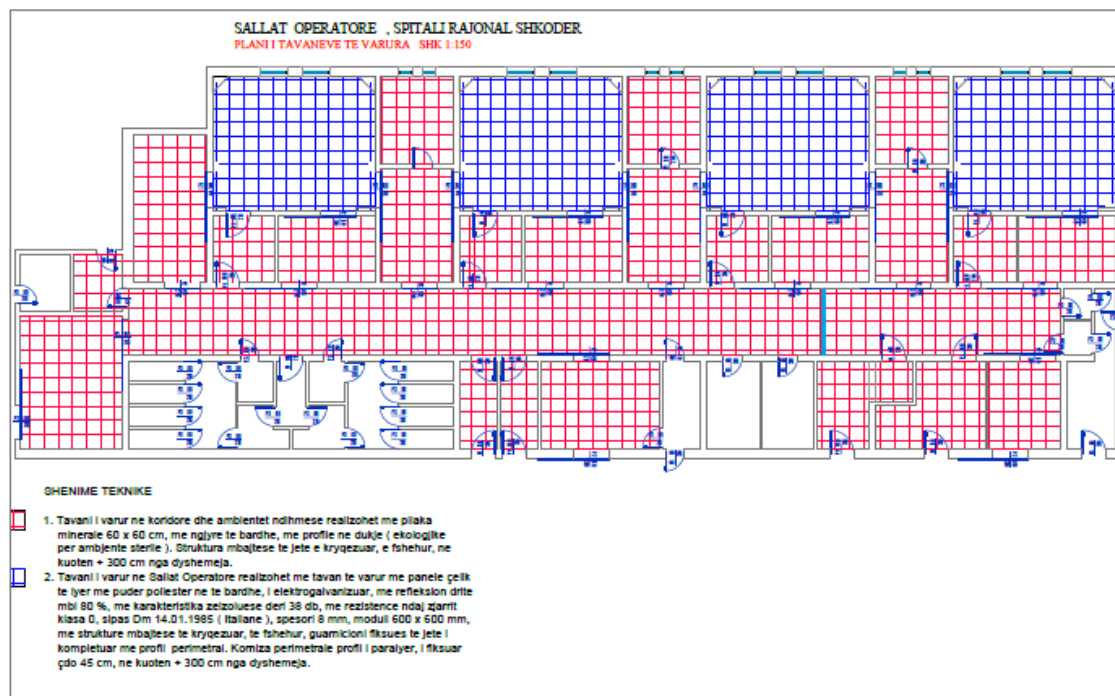 SALLAT OPERATORE , SPITALI RAJONAL SHKODER
PLANI I TAVANEVE TE VARURA SHK 1:150
SHENIME TEKNIKE
1. Tavani i varur ne koridore dhe ambientet ndihmese realizohet me pllaka
minerale 60 x 60 cm, me ngjyre te bardhe, me profile ne dukje ( ekologjike
per ambjente sterile ). Struktura mbajtese te jete e kryqezuar, e fshehur, ne
kuoten + 300 cm nga dyshemeja.
2. Tavani i varur ne Sallat Operatore realizohet me tavan te varur me panele çelik
te lyer me puder poliester ne te bardhe, i elektrogalvanizuar, me refleksion drite
mbi 80 %, me karakteristika zeizoluese deri 38 db, me rezistence ndaj zjarrit
klasa 0, sipas Dm 14.01.1985 ( italiane ), spesori 8 mm, moduli 600 x 600 mm,
me strukture mbajtese te kryqezuar, te fshehur, guarnicioni fiksues te jete i
kompletuar me profil perimetral. Korniza perimetrale profil i paralyer, i fiksuar
çdo 45 cm, ne kuoten + 300 cm nga dyshemeja.